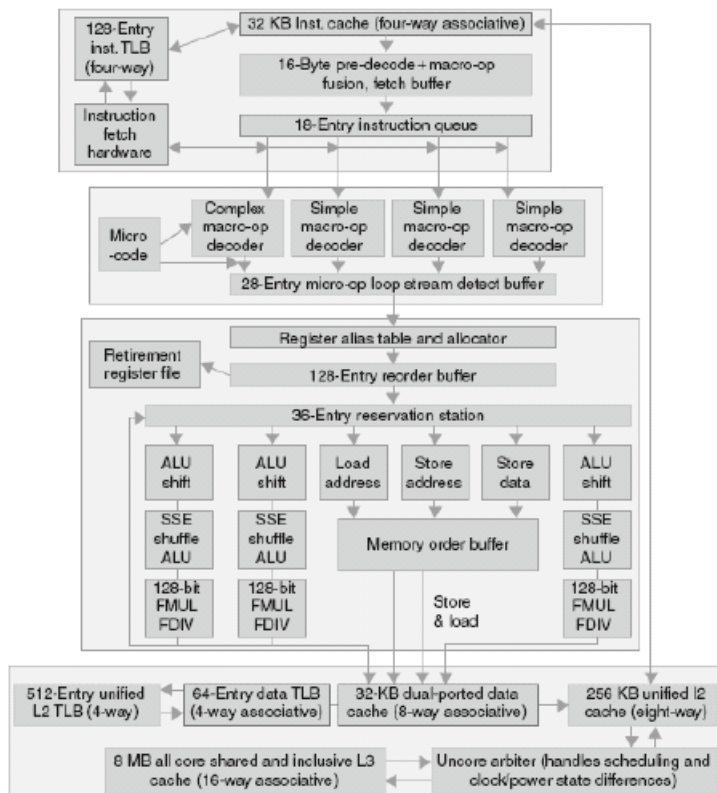 128-Entry
inst. TLB
(four-way)
32 KB Inst. cache (four-way associative)
16-Byte pre-decode+macro-op
fusion, fetch buffer
Instruction
fetch
hardware
18-Entry instruction queue
Micro
-code
Complex
macro-op
decoder
Simple
macro-op
decoder
Simple
macro-op
decoder
Simple
macro-op
decoder
28-Entry micro-op loop stream detect buffer
Register alias table and allocator
Retirement
register file
128-Entry reorder buffer
36-Entry reservation station
ALU
shift
ALU
shift
Load
address
Store
address
Store
data
ALU
shift
SSE
shuffle
ALU
SSE
shuffle
ALU
Memory order buffer
SSE
shuffle
ALU
128-bit
FMUL
FDIV
128-bit
FMUL
FDIV
Store
& load
128-bit
FMUL
FDIV
512-Entry unified
L2 TLB (4-way)
64-Entry data TLB
(4-way associative)
32-KB dual-ported data
cache (8-way associative)
256 KB unified l2
cache (eight-way)
8 MB all core shared and inclusive L3
cache (16-way associative)
Uncore arbiter (handles scheduling and
clock/power state differences)